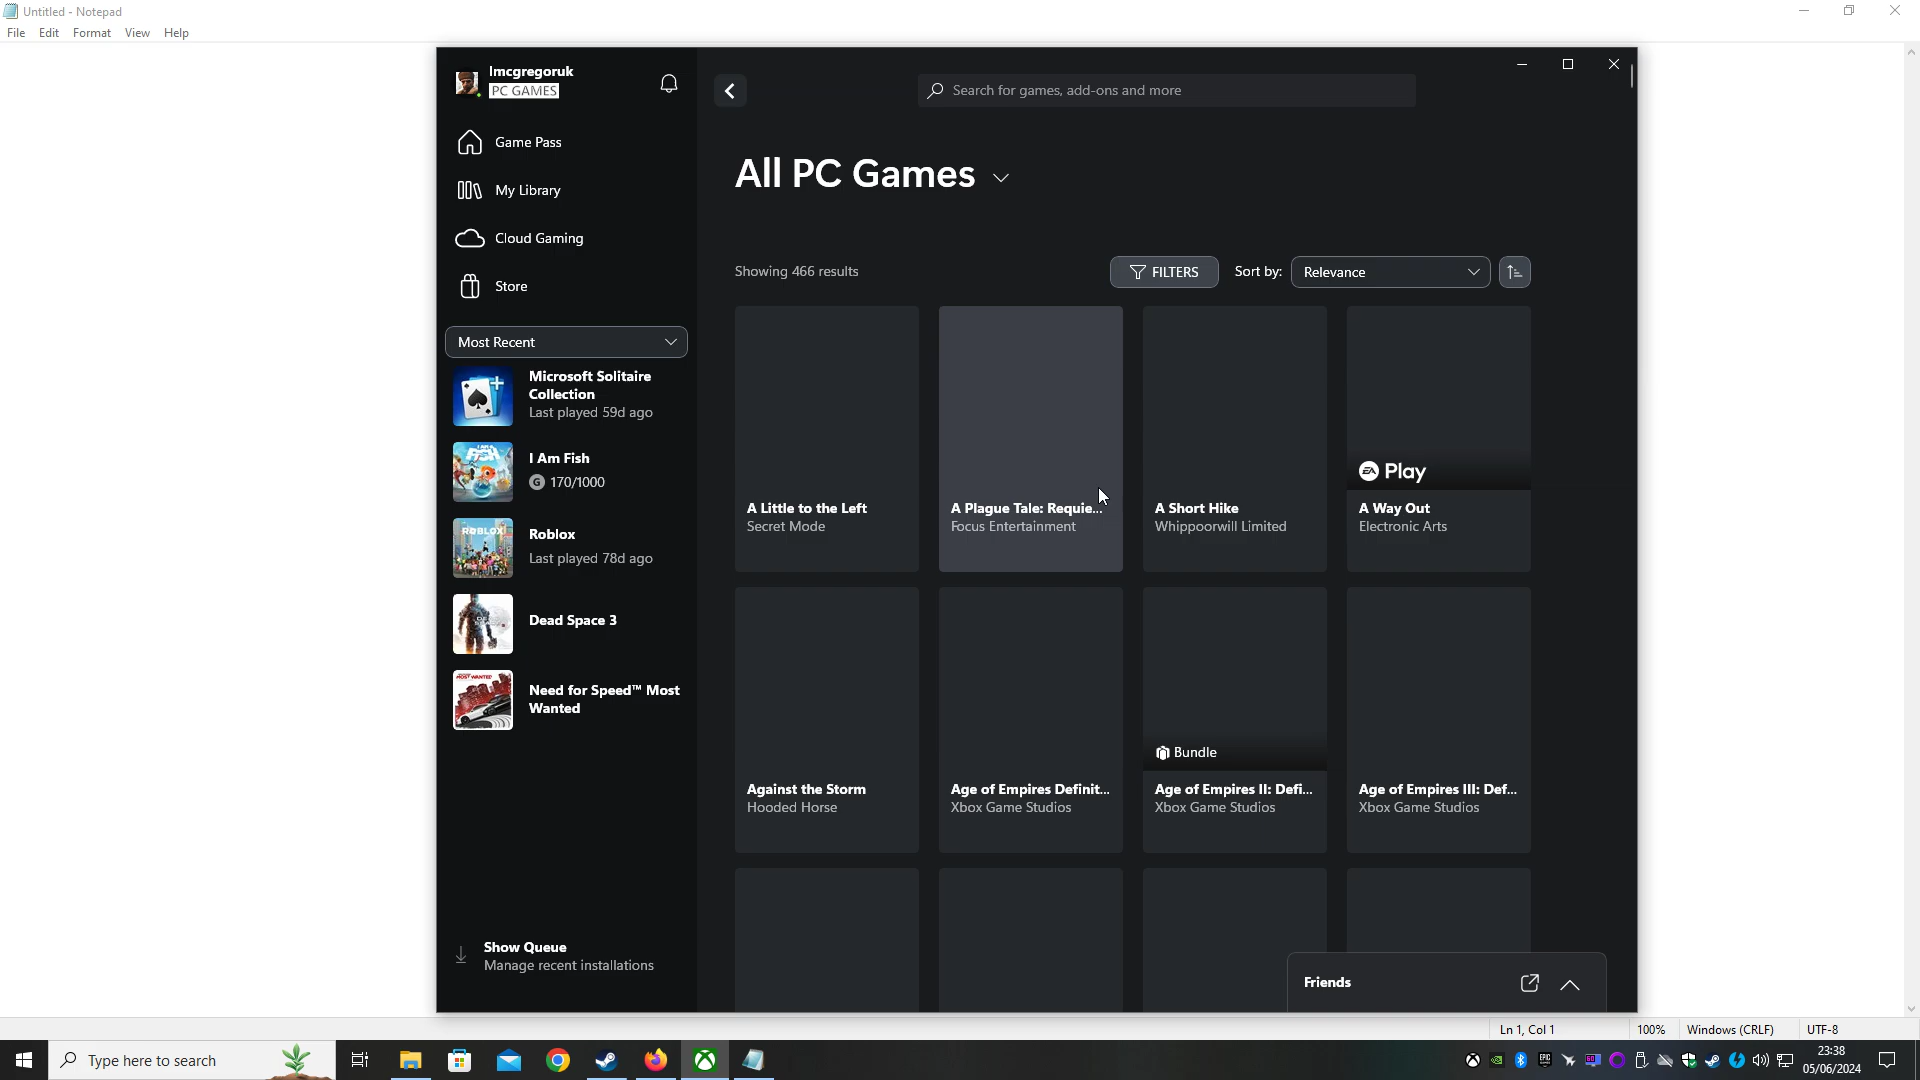 Untitled - Notepad
File Edit Format View Help
lmcgregoruk
PC GAMES
Search for games, add-ons and more
Game Pass
My Library
Cloud Gaming
Store
All PC Games
Showing 466 results
FILTERS
Sort by:
Relevance
Most Recent
Microsoft Solitaire
Collection
Last played 59d ago
I Am Fish
G 170/1000
Roblox
Last played 78d ago
Dead Space 3
Need for Speed™ Most
Wanted
EA Play
A Little to the Left
Secret Mode
A Plague Tale: Requie...
Focus Entertainment
A Short Hike
Whippoorwill Limited
A Way Out
Electronic Arts
Bundle
Against the Storm
Hooded Horse
Age of Empires Definit...
Xbox Game Studios
Age of Empires II: Defi...
Xbox Game Studios
Age of Empires III: Def...
Xbox Game Studios
Show Queue
Manage recent installations
Friends
Ln 1, Col 1
100%
Windows (CRLF)
UTF-8
Type here to search
23:38
05/06/2024